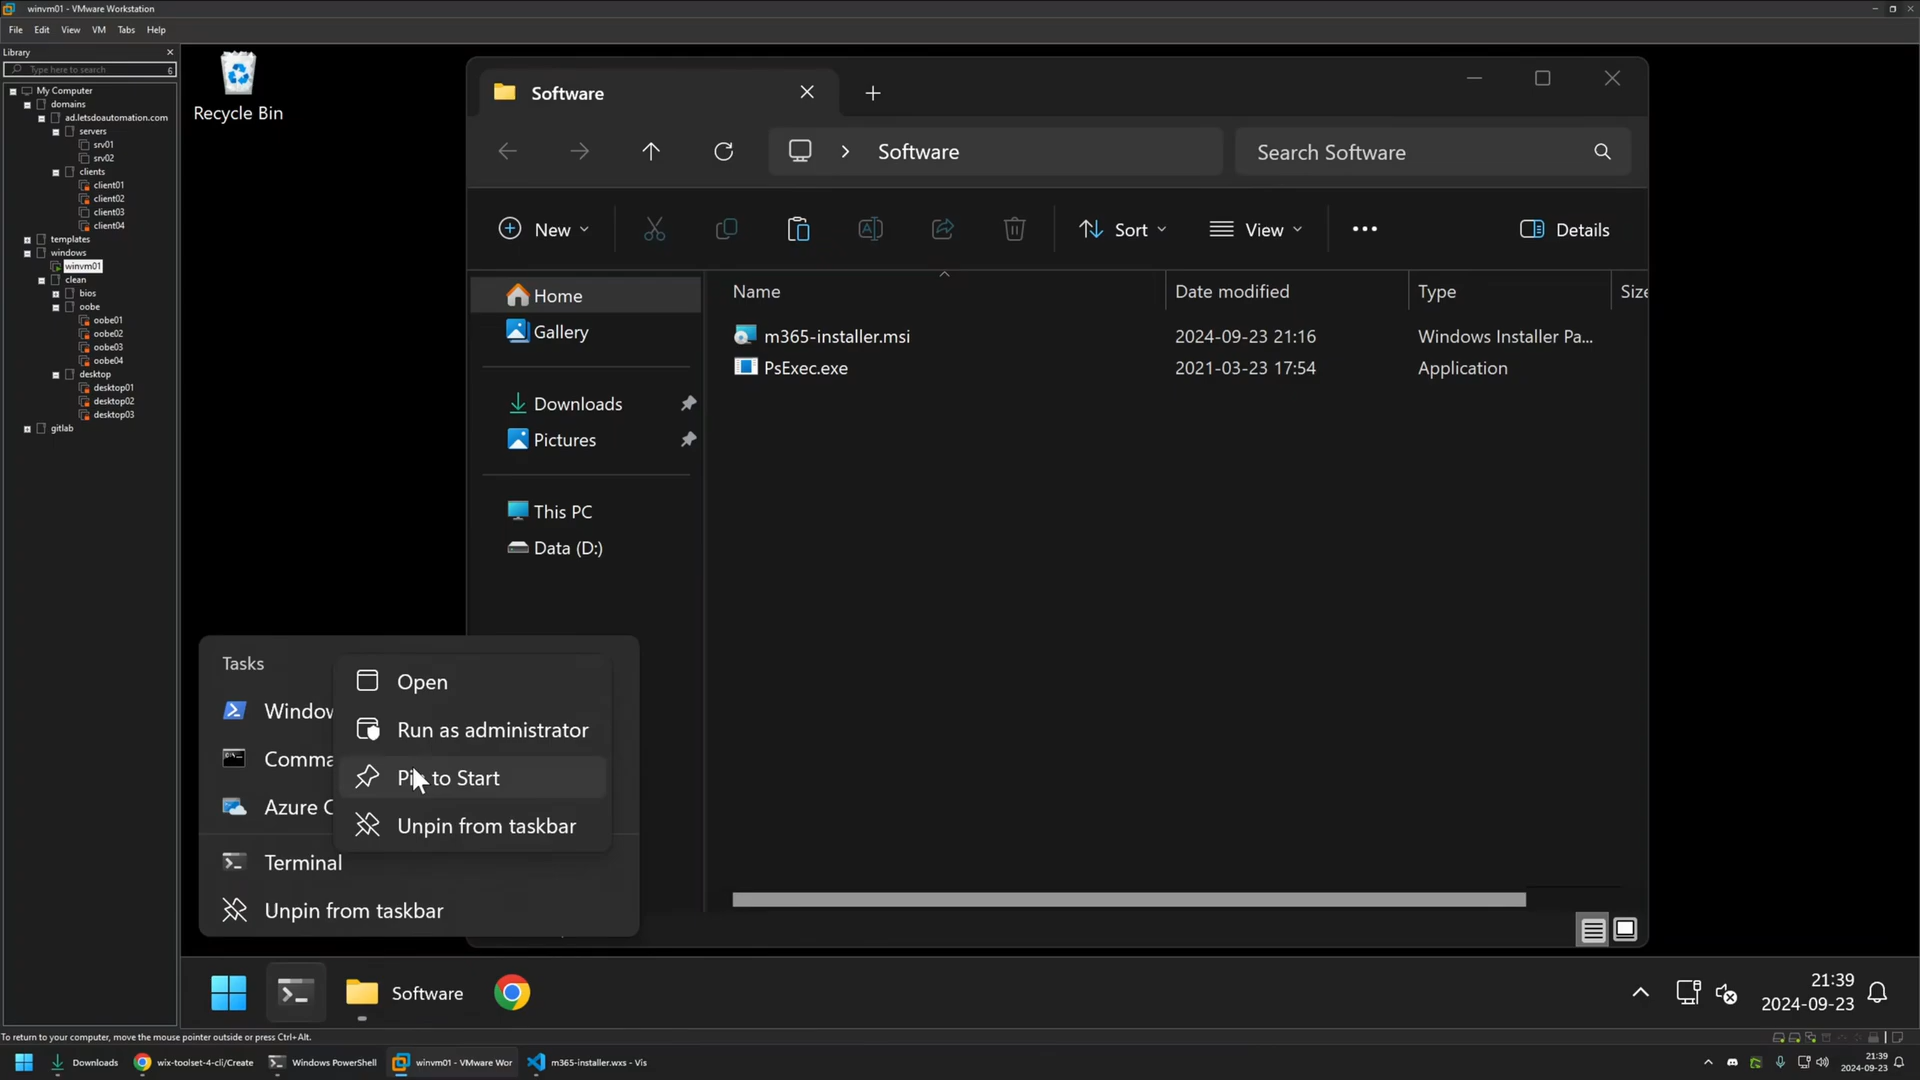 winvm01 - VMware Workstation
File Edit View VM Tabs Help
Library
Type here to search
My Computer
domains
ad.letsdoautomation.com
servers
srv01
srv02
clients
client01
client02
client03
client04
templates
windows
winvm01
clean
bios
oobe
oobe01
oobe02
oobe03
oobe04
desktop
desktop01
desktop02
desktop03
gitlab
Recycle Bin
Software
Software
Search Software
New
Sort
View
Details
Home
Gallery
Downloads
Pictures
This PC
Data (D:)
Name Date modified Type Size
m365-installer.msi 2024-09-23 21:16 Windows Installer Pa...
PsExec.exe 2021-03-23 17:54 Application
Tasks
Window
Comma
Azure C
Open
Run as administrator
Pin to Start
Unpin from taskbar
Terminal
Unpin from taskbar
Software
21:39
2024-09-23
To return to your computer, move the mouse pointer outside or press Ctrl+Alt.
Downloads
wix-toolset-4-cli/Create
Windows PowerShell
winvm01 - VMware Wor
m365-installer.wxs - Vis
21:39
2024-09-23